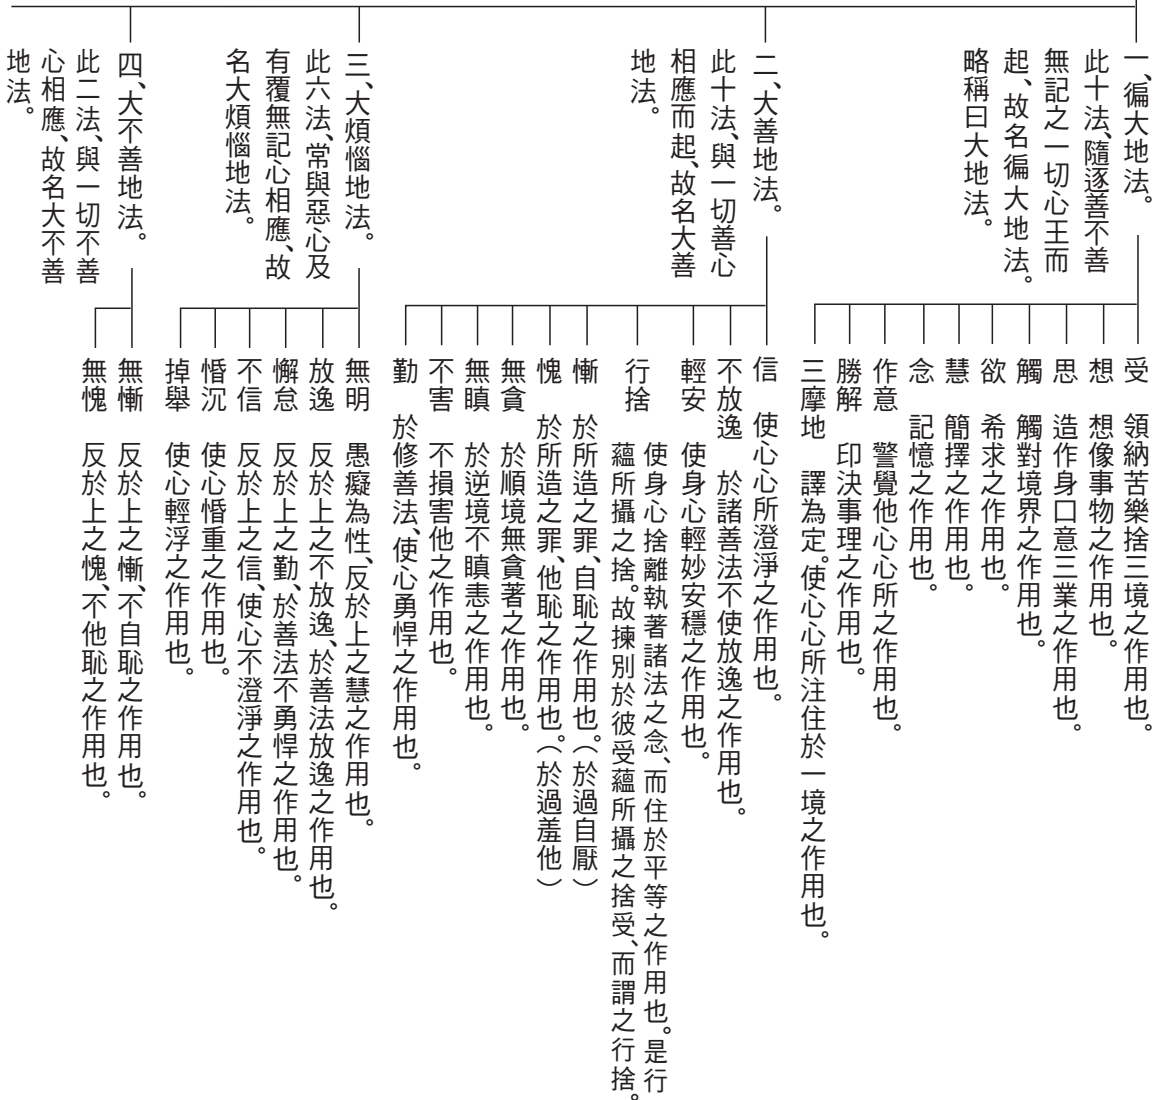 一、徧大地法。
此十法、隨逐善不善
無記之一切心王而
起、故名徧大地法。
略稱曰大地法。
受　領納苦樂捨三境之作用也。
想　想像事物之作用也。
思　造作身口意三業之作用也。
觸　觸對境界之作用也。
欲　希求之作用也。
慧　簡擇之作用也。
念　記憶之作用也。
作意　警覺他心心所之作用也。
勝解　印決事理之作用也。
三摩地　譯為定。使心心所注住於一境之作用也。
二、大善地法。
此十法、與一切善心
相應而起、故名大善
地法。
信　使心心所澄淨之作用也。
不放逸　於諸善法不使放逸之作用也。
輕安　使身心輕妙安穩之作用也。
行捨　使身心捨離執著諸法之念、而住於平等之作用也。是行
蘊所攝之捨。故揀別於彼受蘊所攝之捨受、而謂之行捨。
慚　於所造之罪、自恥之作用也。（於過自厭）
愧　於所造之罪、他恥之作用也。（於過羞他）
無貪　於順境無貪著之作用也。
無瞋　於逆境不瞋恚之作用也。
不害　不損害他之作用也。
勤　於修善法、使心勇悍之作用也。
三、大煩惱地法。
此六法、常與惡心及
有覆無記心相應、故
名大煩惱地法。
無明　愚癡為性、反於上之慧之作用也。
放逸　反於上之不放逸、於善法放逸之作用也。
懈怠　反於上之勤、於善法不勇悍之作用也。
不信　反於上之信、使心不澄淨之作用也。
惛沉　使心惛重之作用也。
掉舉　使心輕浮之作用也。
四、大不善地法。
此二法、與一切不善
心相應、故名大不善
地法。
無慚　反於上之慚、不自恥之作用也。
無愧　反於上之愧、不他恥之作用也。